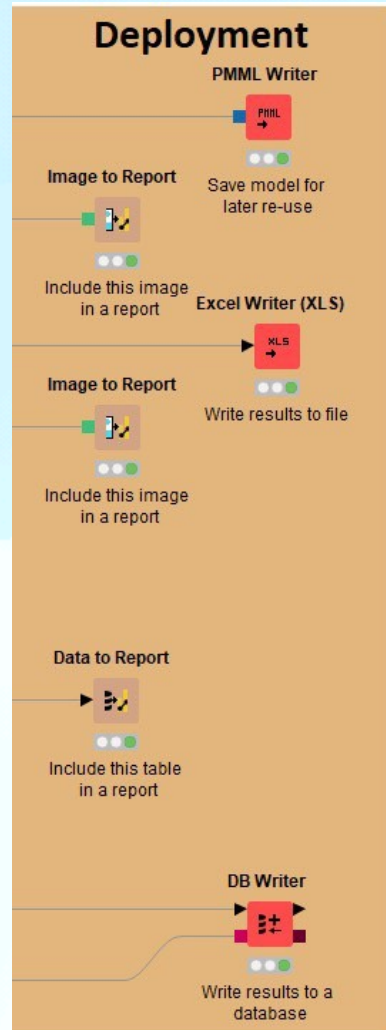 Deployment
PMML Writer
PMML
Save model for
later re-use
Image to Report
Include this image
in a report
Excel Writer (XLS)
XLS
Write results to file
Image to Report
Include this image
in a report
Data to Report
Include this table
in a report
DB Writer
Write results to a
database